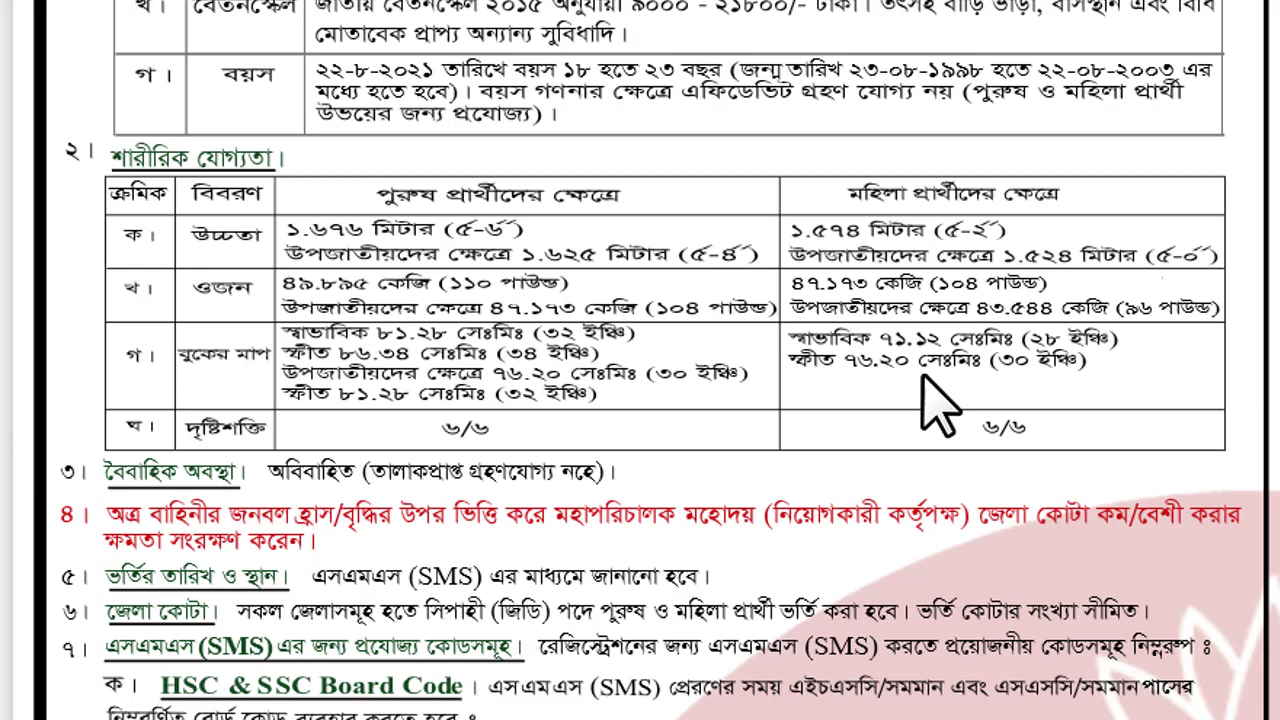 খ। বেতনস্কেল জাতীয় বেতনস্কেল ২০১৫ অনুযায়ী ৯০০০ - ২১৮০০/- টাকা। তৎসহ বাড়ি ভাড়া, বাসস্থান এবং বিধি
মোতাবেক প্রাপ্য অন্যান্য সুবিধাদি।
গ। বয়স ২২-৮-২০২১ তারিখে বয়স ১৮ হতে ২৩ বছর (জন্ম তারিখ ২৩-০৮-১৯৯৮ হতে ২২-০৮-২০০৩ এর
মধ্যে হতে হবে)। বয়স গণনার ক্ষেত্রে এফিডেভিট গ্রহণ যোগ্য নয় (পুরুষ ও মহিলা প্রার্থী
উভয়ের জন্য প্রযোজ্য)।
২। শারীরিক যোগ্যতা।
ক্রমিক বিবরণ পুরুষ প্রার্থীদের ক্ষেত্রে মহিলা প্রার্থীদের ক্ষেত্রে
ক। উচ্চতা ১.৬৭৬ মিটার (৫-৬˝) ১.৫৭৪ মিটার (৫-২˝)
উপজাতীয়দের ক্ষেত্রে ১.৬২৫ মিটার (৫-৪˝) উপজাতীয়দের ক্ষেত্রে ১.৫২৪ মিটার (৫-০˝)
খ। ওজন ৪৯.৮৯৫ কেজি (১১০ পাউন্ড) ৪৭.১৭৩ কেজি (১০৪ পাউন্ড)
উপজাতীয়দের ক্ষেত্রে ৪৭.১৭৩ কেজি (১০৪ পাউন্ড) উপজাতীয়দের ক্ষেত্রে ৪৩.৫৪৪ কেজি (৯৬ পাউন্ড)
গ। বুকের মাপ স্বাভাবিক ৮১.২৮ সেঃমিঃ (৩২ ইঞ্চি) স্বাভাবিক ৭১.১২ সেঃমিঃ (২৮ ইঞ্চি)
স্ফীত ৮৬.৩৪ সেঃমিঃ (৩৪ ইঞ্চি) স্ফীত ৭৬.২০ সেঃমিঃ (৩০ ইঞ্চি)
উপজাতীয়দের ক্ষেত্রে ৭৬.২০ সেঃমিঃ (৩০ ইঞ্চি)
স্ফীত ৮১.২৮ সেঃমিঃ (৩২ ইঞ্চি)
ঘ। দৃষ্টিশক্তি ৬/৬ ৬/৬
৩। বৈবাহিক অবস্থা। অবিবাহিত (তালাকপ্রাপ্ত গ্রহণযোগ্য নহে)।
৪। অত্র বাহিনীর জনবল হ্রাস/বৃদ্ধির উপর ভিত্তি করে মহাপরিচালক মহোদয় (নিয়োগকারী কর্তৃপক্ষ) জেলা কোটা কম/বেশী করার
ক্ষমতা সংরক্ষণ করেন।
৫। ভর্তির তারিখ ও স্থান। এসএমএস (SMS) এর মাধ্যমে জানানো হবে।
৬। জেলা কোটা। সকল জেলাসমূহ হতে সিপাহী (জিডি) পদে পুরুষ ও মহিলা প্রার্থী ভর্তি করা হবে। ভর্তি কোটার সংখ্যা সীমিত।
৭। এসএমএস (SMS) এর জন্য প্রযোজ্য কোডসমূহ। রেজিস্ট্রেশনের জন্য এসএমএস (SMS) করতে প্রয়োজনীয় কোডসমূহ নিম্নরুপ ঃ
ক। HSC & SSC Board Code। এসএমএস (SMS) প্রেরণের সময় এইচএসসি/সমমান এবং এসএসসি/সমমান পাসের
নিম্নবর্ণিত বোর্ড কোড ব্যবহার করতে হবে ঃ